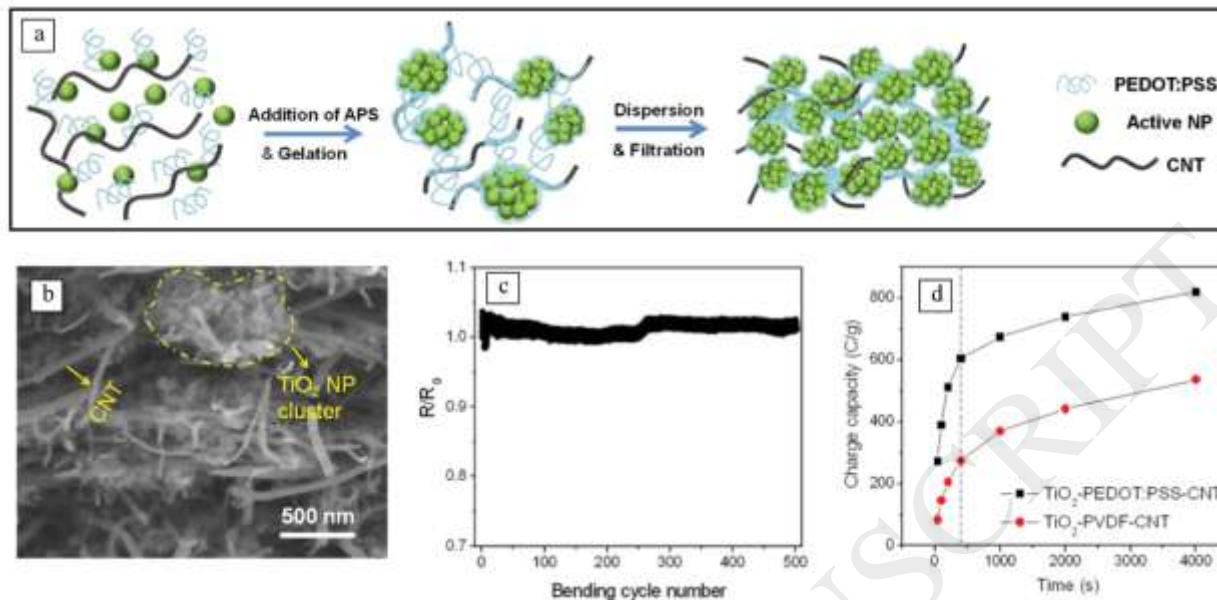 a
Addition of APS
& Gelation
Dispersion
& Filtration
PEDOT:PSS
Active NP
CNT
b
CNT
TiO2 NP
cluster
500 nm
c
1.1
1.0
0.9
0.8
0.7
R/R0
0
100
200
300
400
500
Bending cycle number
d
800
600
400
200
0
Charge capacity (C/g)
TiO2-PEDOT:PSS-CNT
TiO2-PVDF-CNT
0
1000
2000
3000
4000
Time (s)
SCRIPT